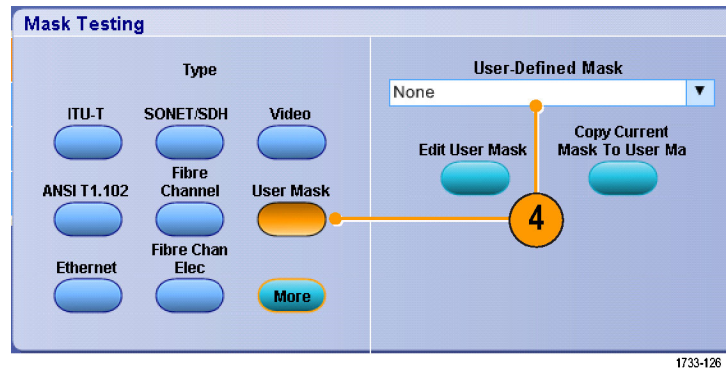 Mask Testing
Type
ITU-T
SONET/SDH
Video
ANSI T1.102
Fibre
Channel
User Mask
Ethernet
Fibre Chan
Elec
More
User-Defined Mask
None
Edit User Mask
Copy Current
Mask To User Ma
4
1733-126